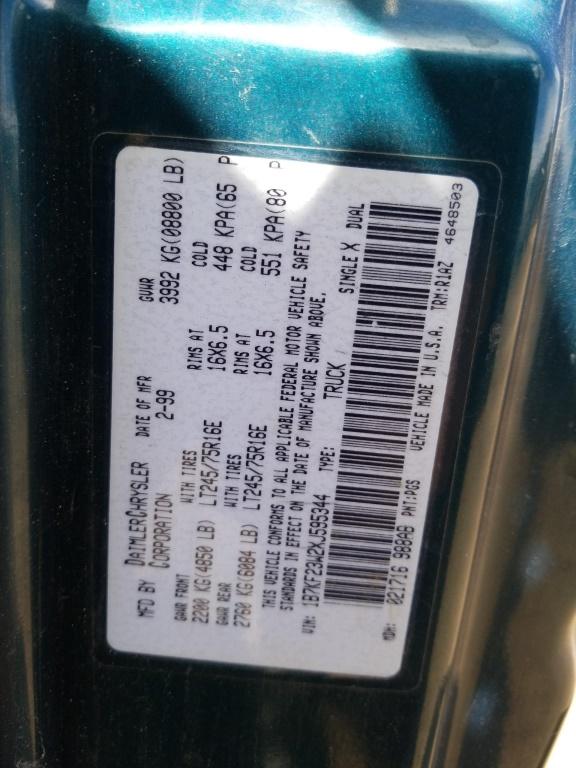 MFD BY DAIMLERCHRYSLER CORPORATION DATE OF MFR 2-99 GVWR 3992 KG(08800 LB)
GAWR FRONT WITH TIRES RIMS AT COLD
2200 KG(4850 LB) LT245/75R16E 16X6.5 448 KPA(65 P
GAWR REAR WITH TIRES RIMS AT COLD
2760 KG(6084 LB) LT245/75R16E 16X6.5 551 KPA(80 P
THIS VEHICLE CONFORMS TO ALL APPLICABLE FEDERAL MOTOR VEHICLE SAFETY
STANDARDS IN EFFECT ON THE DATE OF MANUFACTURE SHOWN ABOVE.
VIN: 1B7KF23W2XJ595344 TYPE: TRUCK SINGLE X DUAL
MDH: 021716 988AB PNT:PGS VEHICLE MADE IN U.S.A. TRM:R1AZ 4648503